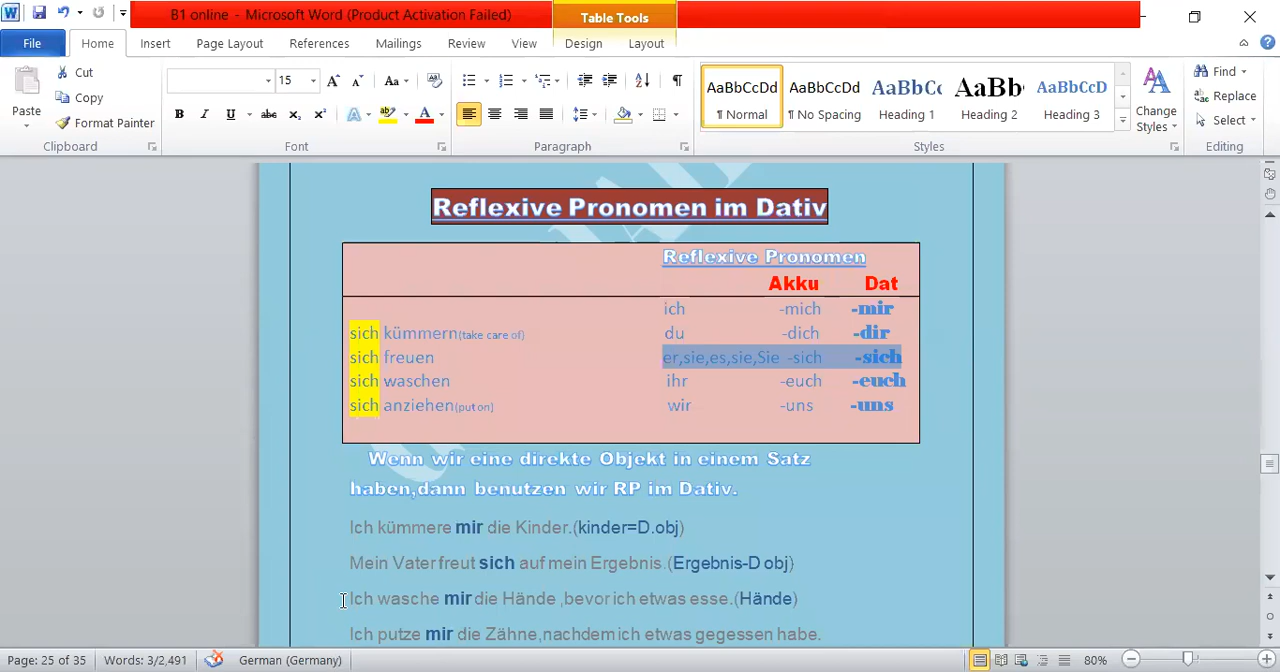 B1 online - Microsoft Word (Product Activation Failed)
Table Tools
File Home Insert Page Layout References Mailings Review View Design Layout
Paste
Cut
Copy
Format Painter
Clipboard
15
Font
Paragraph
AaBbCcDd AaBbCcDd AaBbCc AaBb AaBbCcD
¶ Normal ¶ No Spacing Heading 1 Heading 2 Heading 3
Styles
Change Styles
Find
Replace
Select
Editing
Reflexive Pronomen im Dativ
Reflexive Pronomen
Akku Dat
ich -mich -mir
sich kümmern(take care of) du -dich -dir
sich freuen er,sie,es,sie,Sie -sich -sich
sich waschen ihr -euch -euch
sich anziehen(put on) wir -uns -uns
Wenn wir eine direkte Objekt in einem Satz
haben,dann benutzen wir RP im Dativ.
Ich kümmere mir die Kinder.(kinder=D.obj)
Mein Vater freut sich auf mein Ergebnis.(Ergebnis-D obj)
Ich wasche mir die Hände ,bevor ich etwas esse.(Hände)
Ich putze mir die Zähne,nachdem ich etwas gegessen habe.
Page: 25 of 35 Words: 3/2,491 German (Germany) 80%